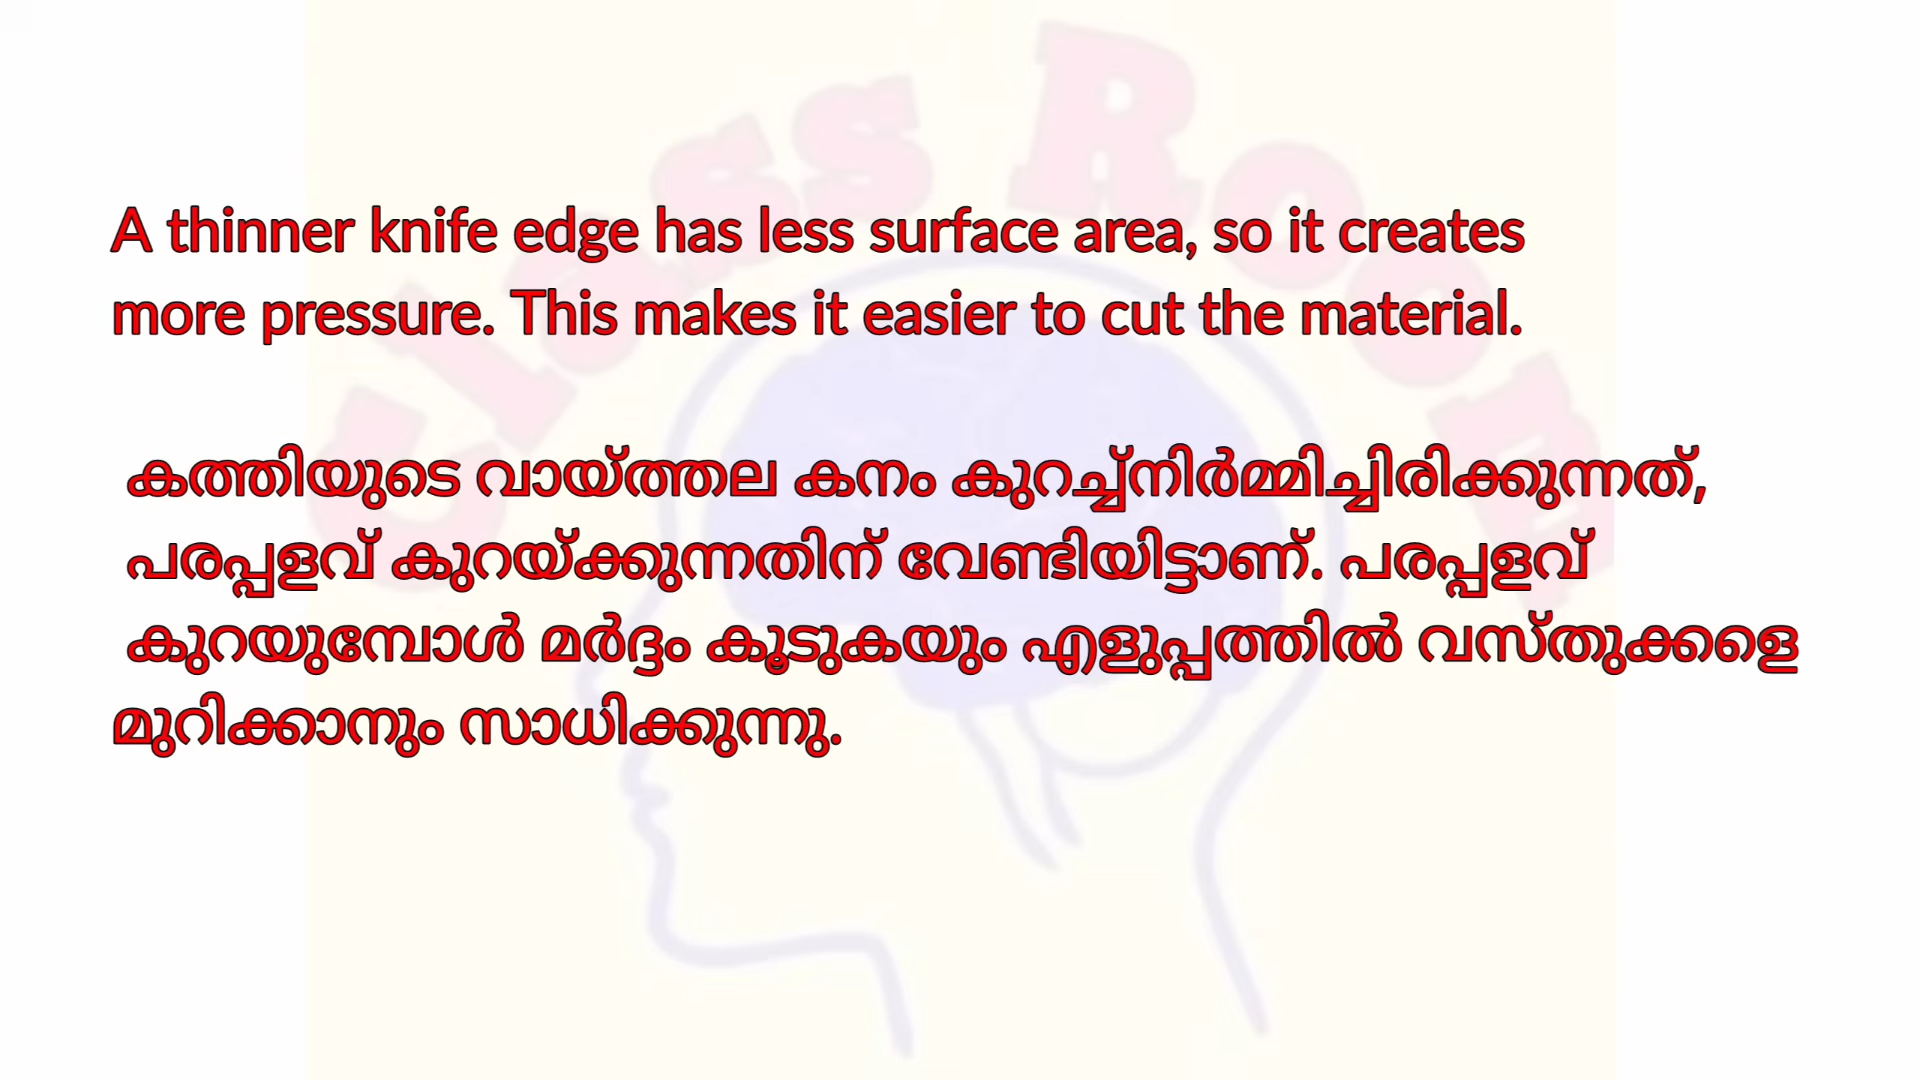 Class Room
A thinner knife edge has less surface area, so it creates
more pressure. This makes it easier to cut the material.
കത്തിയുടെ വായ്ത്തല കനം കുറച്ച്നിർമ്മിച്ചിരിക്കുന്നത്,
പരപ്പളവ് കുറയ്ക്കുന്നതിന് വേണ്ടിയിട്ടാണ്. പരപ്പളവ്
കുറയുമ്പോൾ മർദ്ദം കൂടുകയും എളുപ്പത്തിൽ വസ്തുക്കളെ
മുറിക്കാനും സാധിക്കുന്നു.